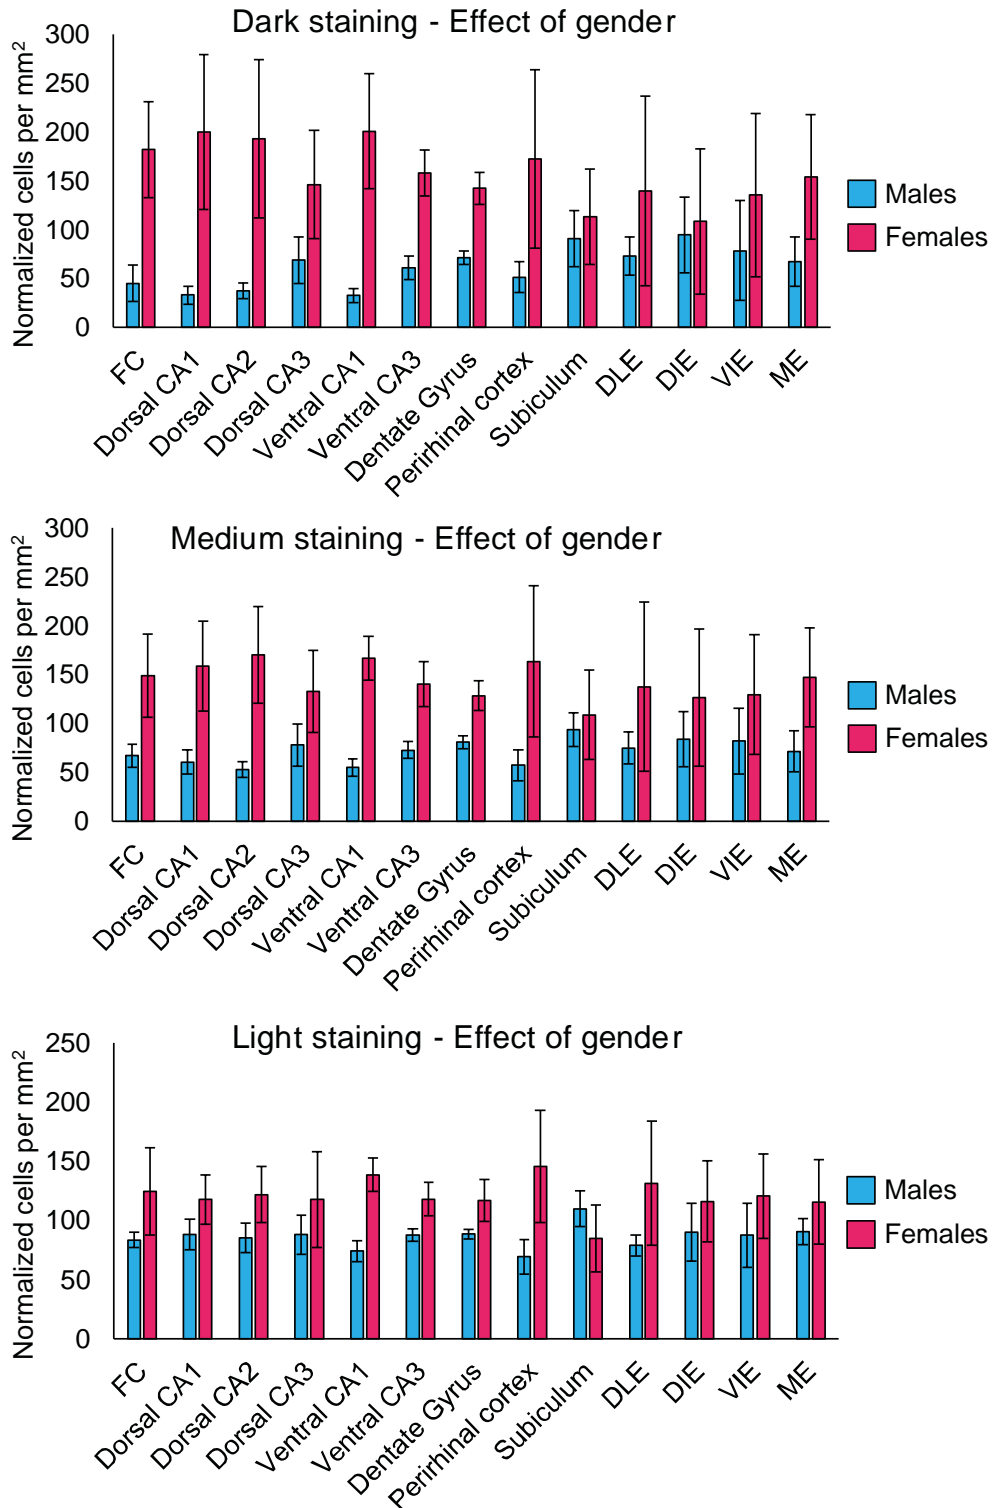 Dark staining - Effect of gender
Normalized cells per mm²
300
250
200
150
100
50
0
FC
Dorsal CA1
Dorsal CA2
Dorsal CA3
Ventral CA1
Ventral CA3
Dentate Gyrus
Perirhinal cortex
Subiculum
DLE
DIE
VIE
ME
Males
Females
Medium staining - Effect of gender
Normalized cells per mm²
300
250
200
150
100
50
0
FC
Dorsal CA1
Dorsal CA2
Dorsal CA3
Ventral CA1
Ventral CA3
Dentate Gyrus
Perirhinal cortex
Subiculum
DLE
DIE
VIE
ME
Males
Females
Light staining - Effect of gender
Normalized cells per mm²
250
200
150
100
50
0
FC
Dorsal CA1
Dorsal CA2
Dorsal CA3
Ventral CA1
Ventral CA3
Dentate Gyrus
Perirhinal cortex
Subiculum
DLE
DIE
VIE
ME
Males
Females